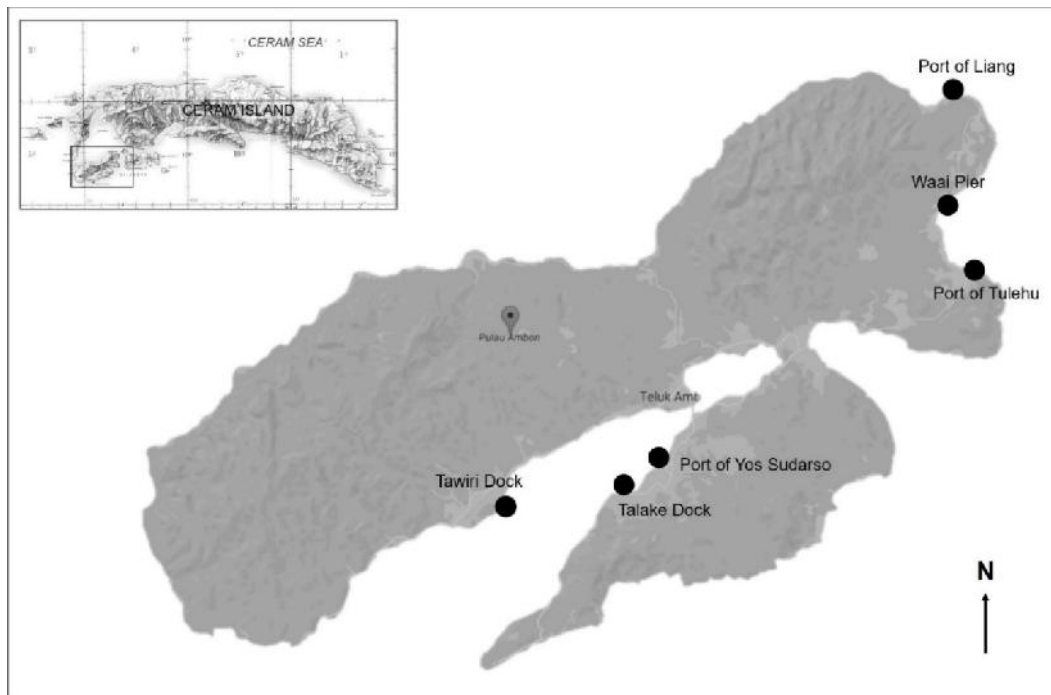 CERAM SEA
CERAM ISLAND
Port of Liang
Waai Pier
Port of Tulehu
Pulau Ambon
Teluk Amb
Port of Yos Sudarso
Tawiri Dock
Talake Dock
N